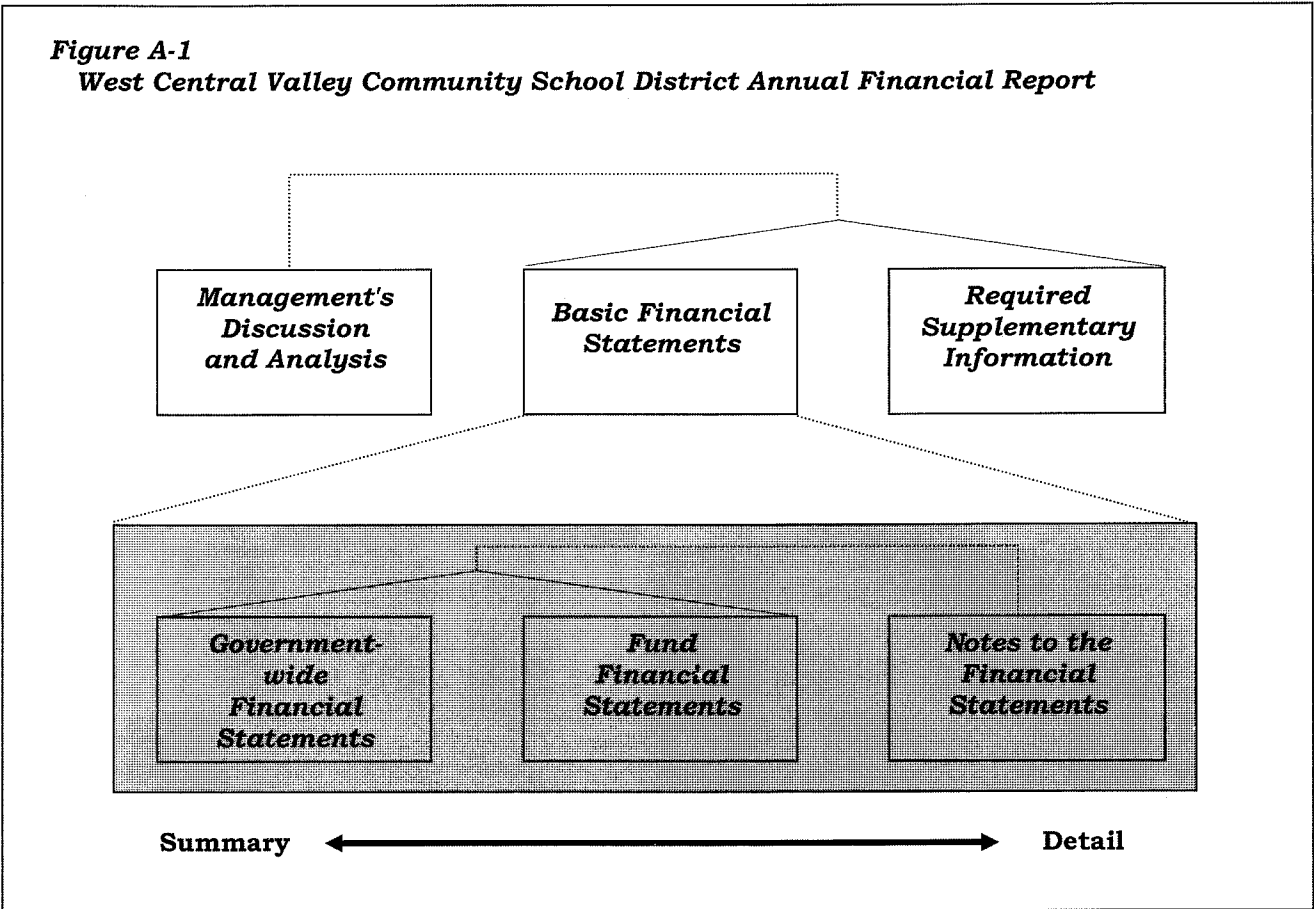 Figure A-1
West Central Valley Community School District Annual Financial Report
Management's
Discussion
and Analysis
Basic Financial
Statements
Required
Supplementary
Information
Government-
wide
Financial
Statements
Fund
Financial
Statements
Notes to the
Financial
Statements
Summary
Detail